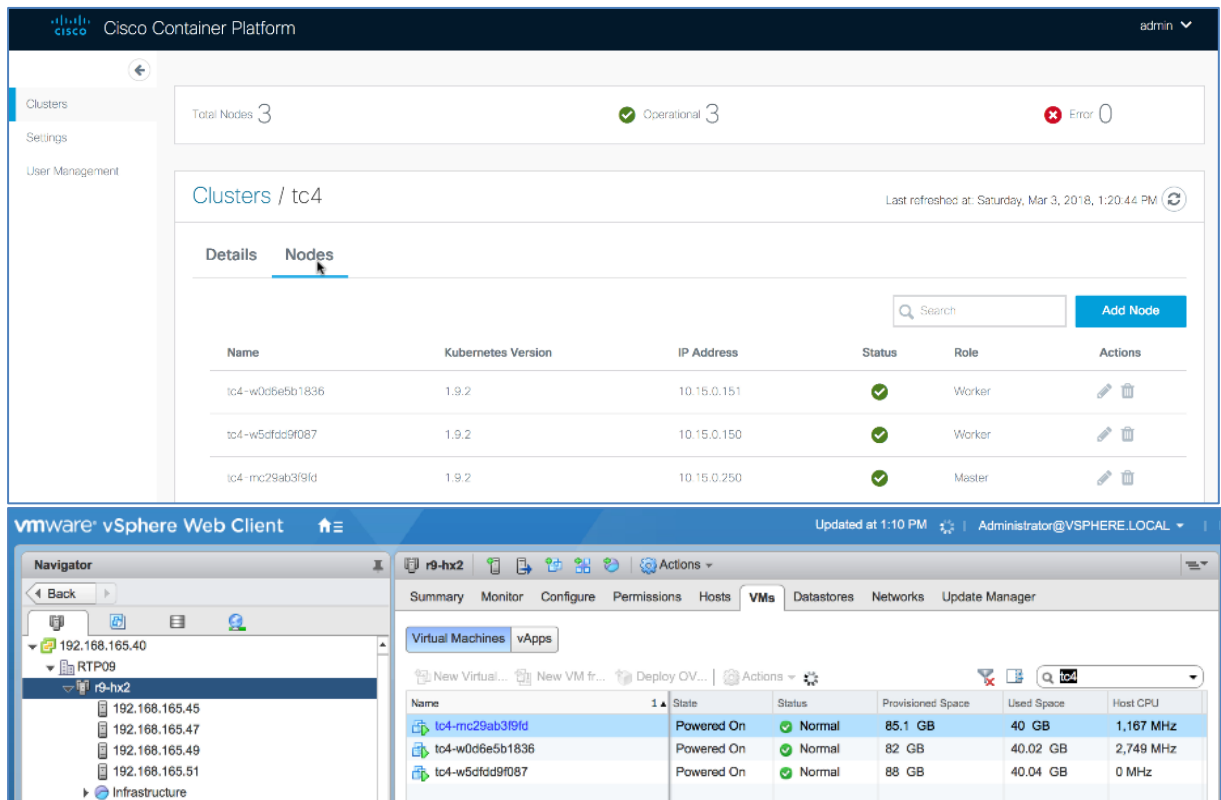 cisco Cisco Container Platform admin
Clusters
Settings
User Management
Total Nodes 3 Operational 3 Error 0
Clusters / tc4 Last refreshed at: Saturday, Mar 3, 2018, 1:20:44 PM
Details Nodes
Search Add Node
Name Kubernetes Version IP Address Status Role Actions
tc4-w0d6e5b1836 1.9.2 10.15.0.151 Worker
tc4-w5dfdd9f087 1.9.2 10.15.0.150 Worker
tc4-mc29ab3f9fd 1.9.2 10.15.0.250 Master
vmware® vSphere Web Client Updated at 1:10 PM | Administrator@VSPHERE.LOCAL |
Navigator
Back
192.168.165.40
RTP09
r9-hx2
192.168.165.45
192.168.165.47
192.168.165.49
192.168.165.51
Infrastructure
r9-hx2 Actions
Summary Monitor Configure Permissions Hosts VMs Datastores Networks Update Manager
Virtual Machines vApps
New Virtual... New VM fr... Deploy OV... | Actions tc4
Name 1 State Status Provisioned Space Used Space Host CPU
tc4-mc29ab3f9fd Powered On Normal 85.1 GB 40 GB 1,167 MHz
tc4-w0d6e5b1836 Powered On Normal 82 GB 40.02 GB 2,749 MHz
tc4-w5dfdd9f087 Powered On Normal 88 GB 40.04 GB 0 MHz